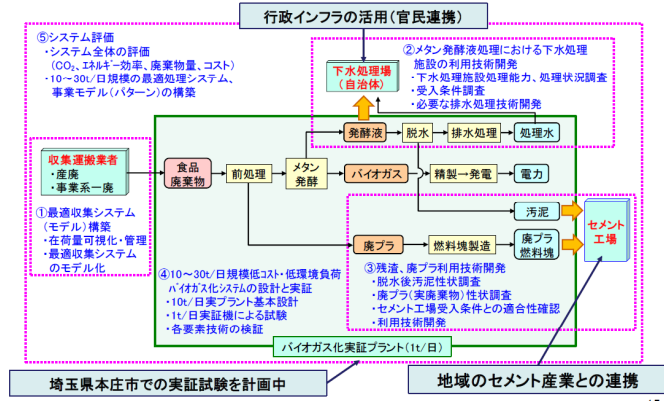 行政インフラの活用(官民連携)
⑤システム評価
・システム全体の評価
(CO₂、エネルギー効率、廃棄物量、コスト)
・10～30t/日規模の最適処理システム、
事業モデル(パターン)の構築
下水処理場
(自治体)
②メタン発酵液処理における下水処理
施設の利用技術開発
・下水処理施設処理能力、処理状況調査
・受入条件調査
・必要な排水処理技術開発
収集運搬業者
・産廃
・事業系一廃
①最適収集システム
(モデル)構築
・在荷量可視化・管理
・最適収集システム
のモデル化
食品
廃棄物
前処理
メタン
発酵
発酵液
脱水
排水処理
処理水
バイオガス
精製→発電
電力
汚泥
廃プラ
燃料塊製造
廃プラ
燃料塊
セメント
工場
④10～30t/日規模低コスト・低環境負荷
バイオガス化システムの設計と実証
・10t/日実プラント基本設計
・1t/日実証機による試験
・各要素技術の検証
③残渣、廃プラ利用技術開発
・脱水後汚泥性状調査
・廃プラ(実廃棄物)性状調査
・セメント工場受入条件との適合性確認
・利用技術開発
バイオガス化実証プラント(1t/日)
埼玉県本庄市での実証試験を計画中
地域のセメント産業との連携